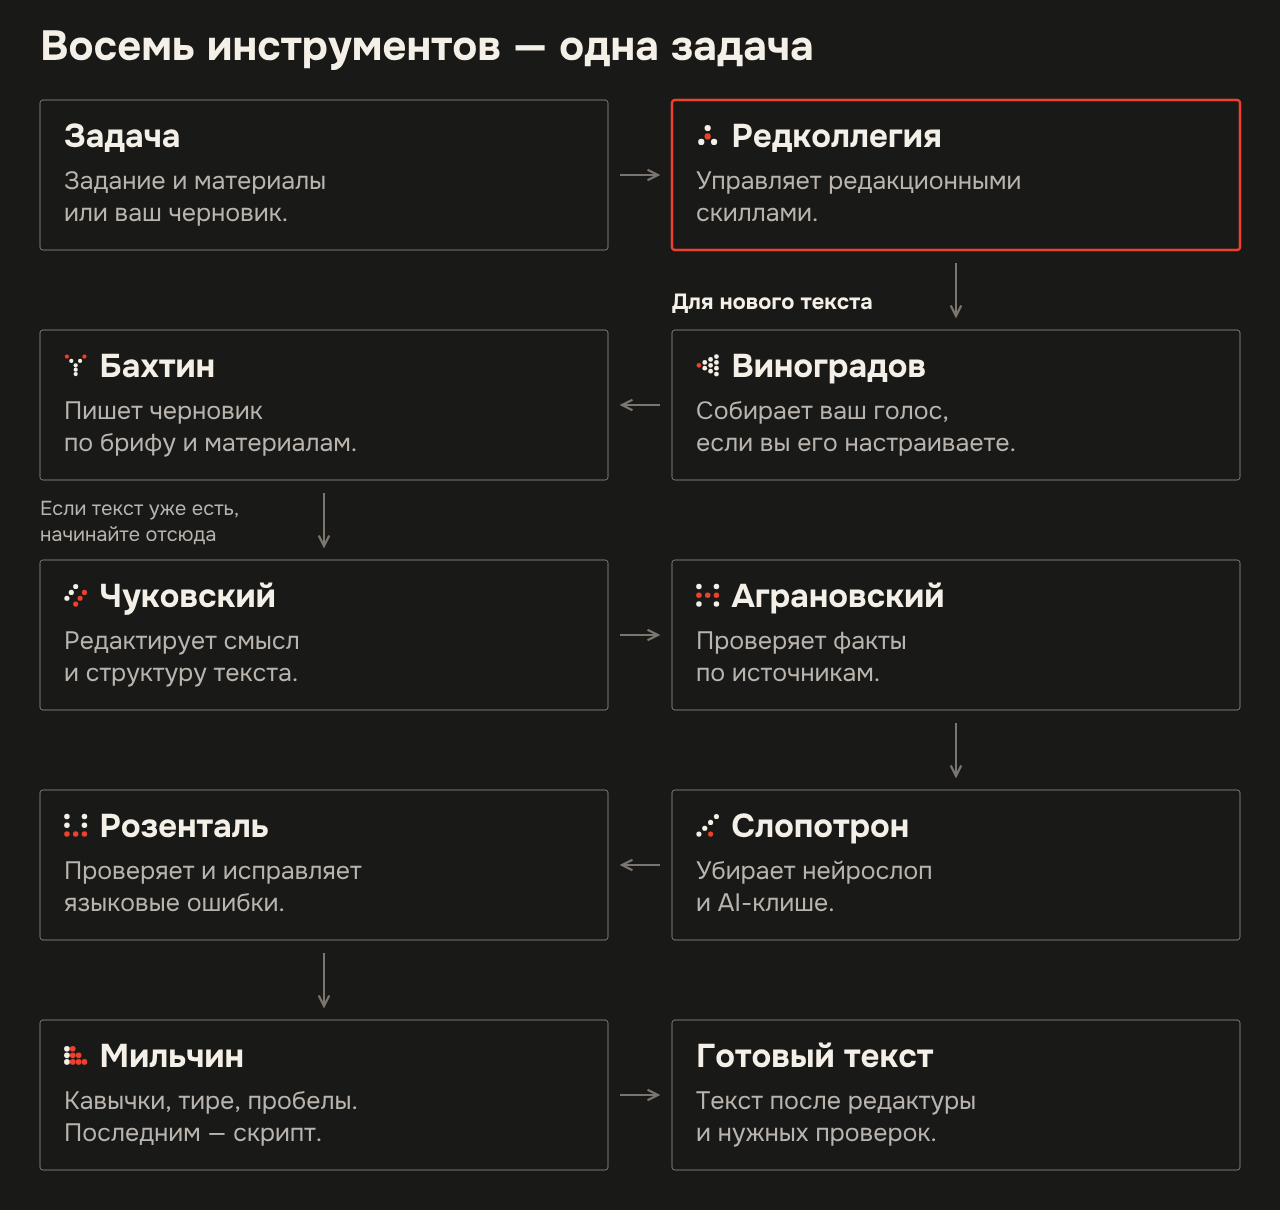 Восемь инструментов — одна задача
Задача
Задание и материалы
или ваш черновик.
Редколлегия
Управляет редакционными
скиллами.
Для нового текста
Бахтин
Пишет черновик
по брифу и материалам.
Виноградов
Собирает ваш голос,
если вы его настраиваете.
Если текст уже есть,
начинайте отсюда
Чуковский
Редактирует смысл
и структуру текста.
Аграновский
Проверяет факты
по источникам.
Розенталь
Проверяет и исправляет
языковые ошибки.
Слопотрон
Убирает нейрослоп
и AI-клише.
Мильчин
Кавычки, тире, пробелы.
Последним — скрипт.
Готовый текст
Текст после редактуры
и нужных проверок.